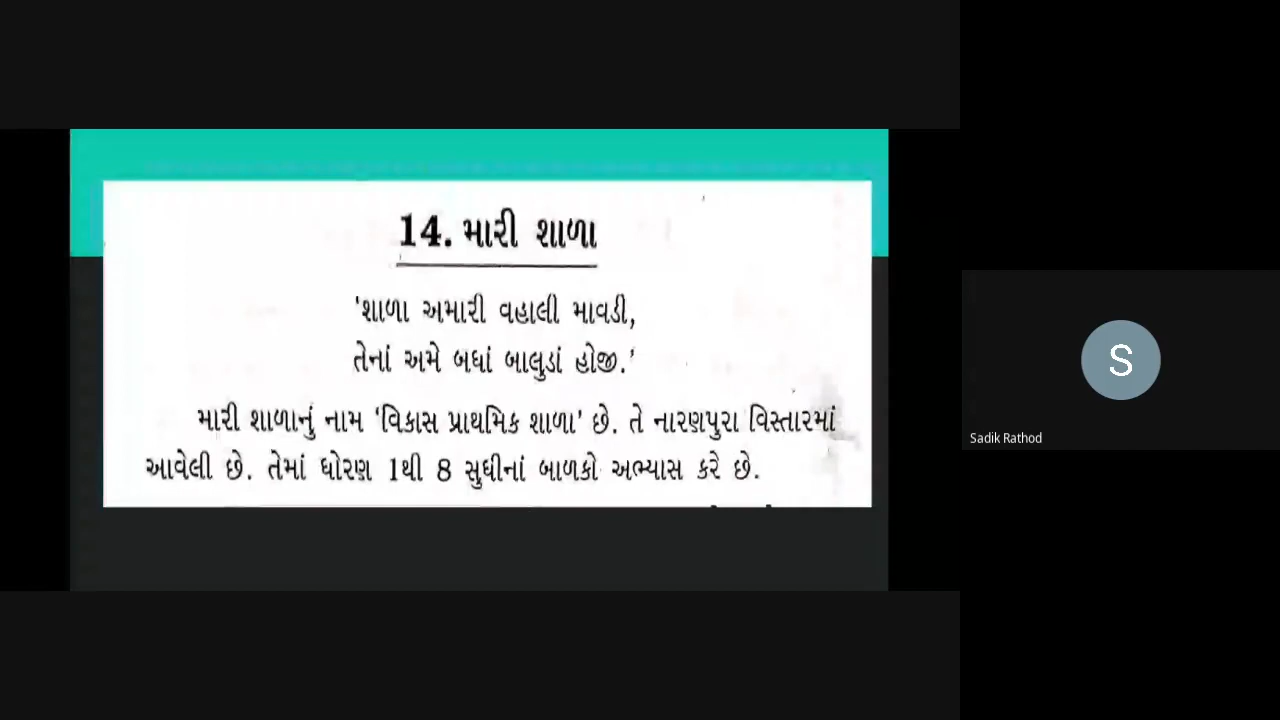 14. મારી શાળા
'શાળા અમારી વહાલી માવડી,
તેનાં અમે બધાં બાલુડાં હોજી.'
મારી શાળાનું નામ 'વિકાસ પ્રાથમિક શાળા' છે. તે નારણપુરા વિસ્તારમાં
આવેલી છે. તેમાં ધોરણ 1થી 8 સુધીનાં બાળકો અભ્યાસ કરે છે.
S
Sadik Rathod